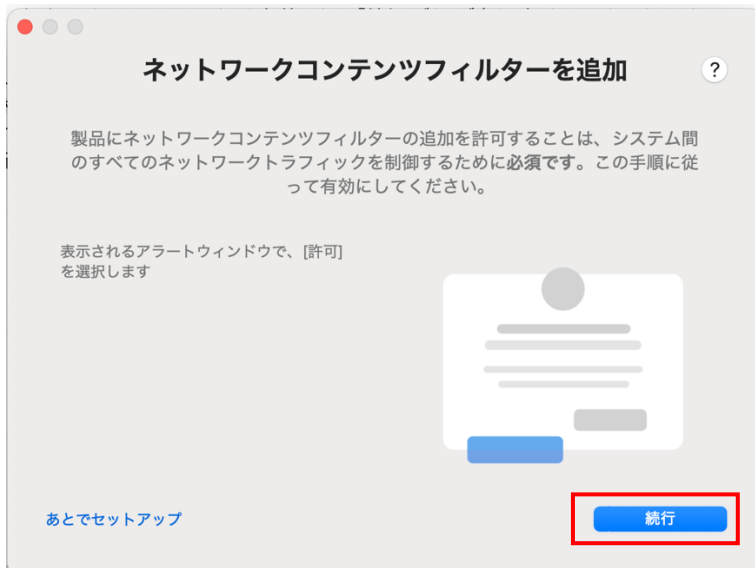 ネットワークコンテンツフィルターを追加
?
製品にネットワークコンテンツフィルターの追加を許可することは、システム間
のすべてのネットワークトラフィックを制御するために必須です。この手順に従
って有効にしてください。
表示されるアラートウィンドウで、[許可]
を選択します
あとでセットアップ
続行